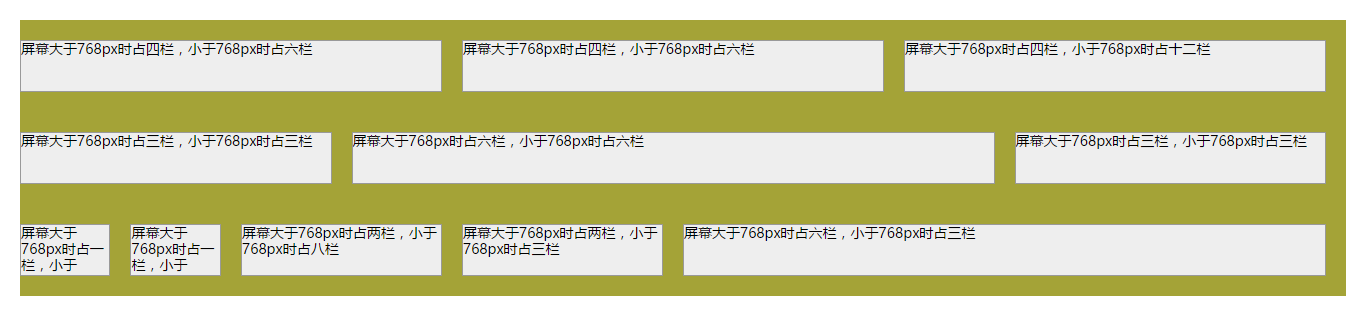 屏幕大于768px时占四栏，小于768px时占六栏
屏幕大于768px时占四栏，小于768px时占六栏
屏幕大于768px时占四栏，小于768px时占十二栏
屏幕大于768px时占三栏，小于768px时占三栏
屏幕大于768px时占六栏，小于768px时占六栏
屏幕大于768px时占三栏，小于768px时占三栏
屏幕大于
768px时占一
栏，小于
屏幕大于
768px时占一
栏，小于
屏幕大于768px时占两栏，小于
768px时占八栏
屏幕大于768px时占两栏，小于
768px时占三栏
屏幕大于768px时占六栏，小于768px时占三栏